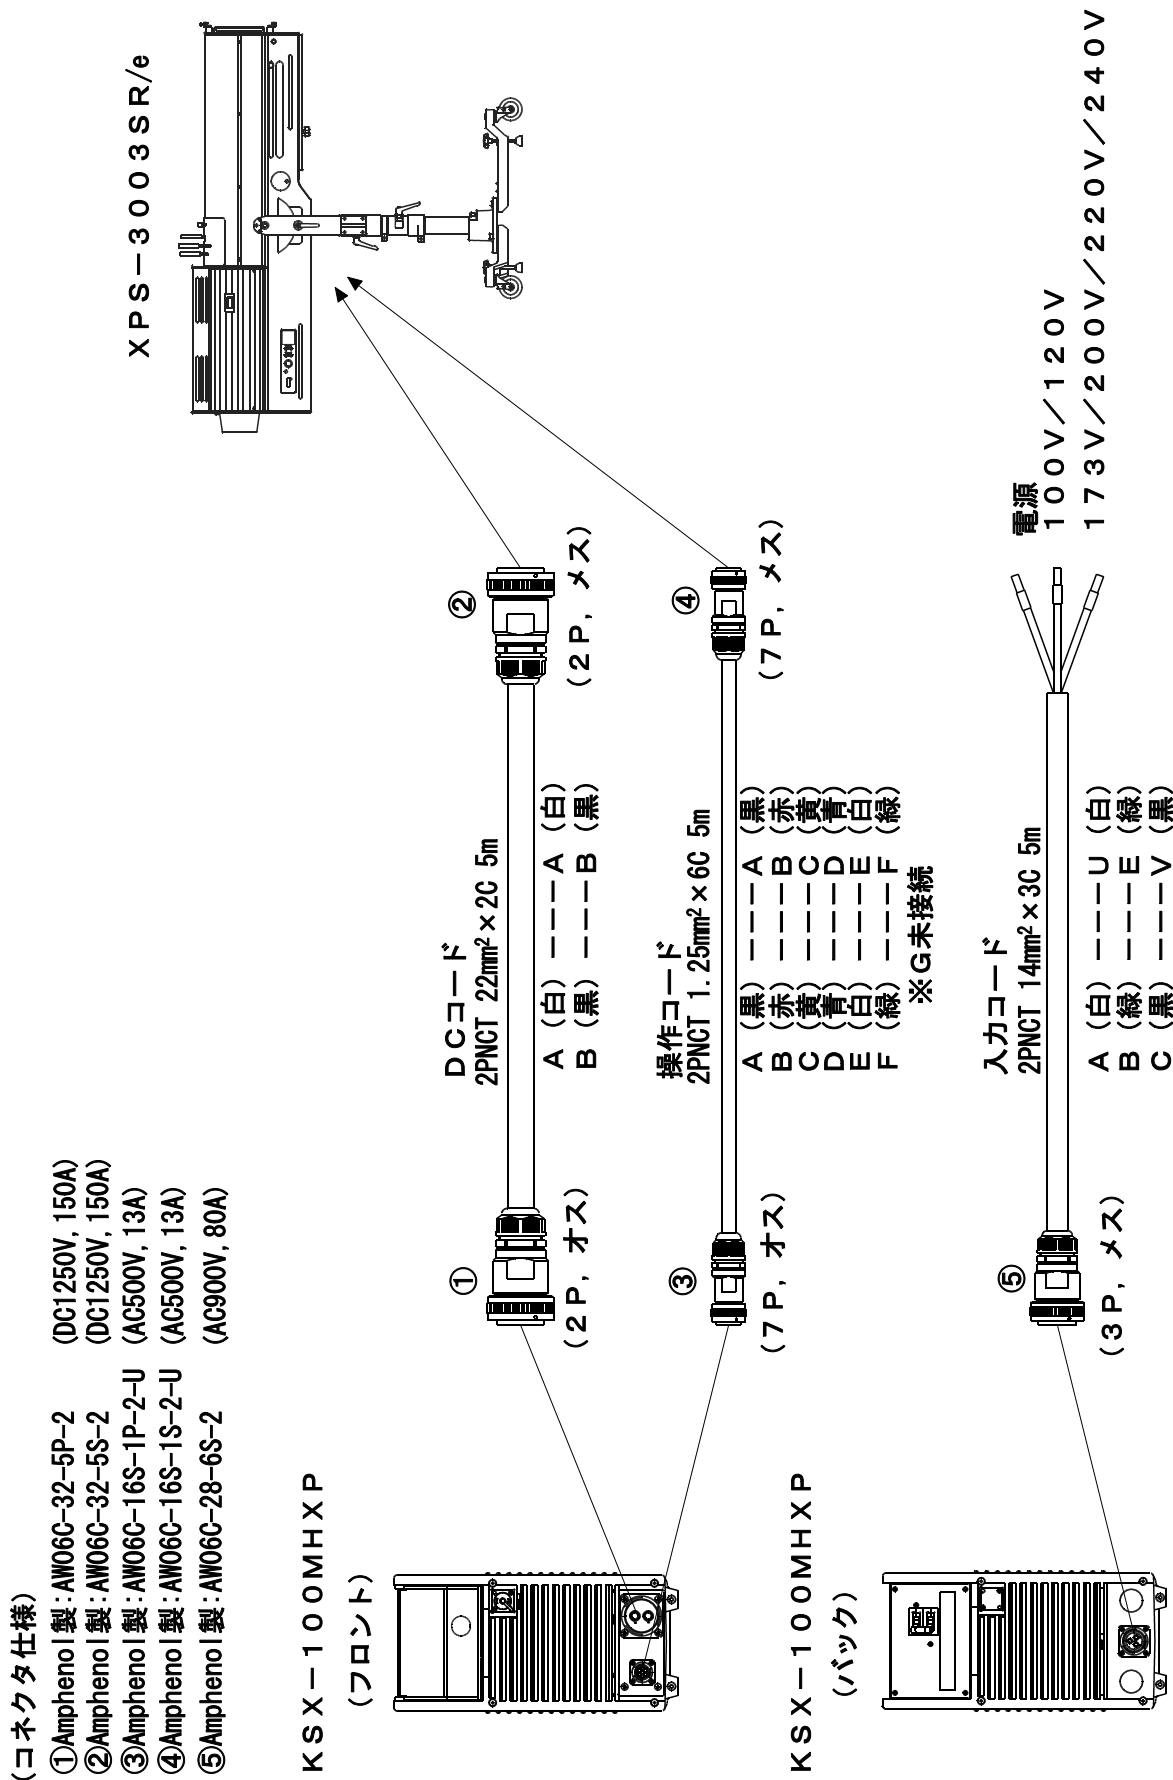 (コネクタ仕様)
①Amphenol製:AW06C-32-5P-2 (DC1250V,150A)
②Amphenol製:AW06C-32-5S-2 (DC1250V,150A)
③Amphenol製:AW06C-16S-1P-2-U (AC500V,13A)
④Amphenol製:AW06C-16S-1S-2-U (AC500V,13A)
⑤Amphenol製:AW06C-28-6S-2 (AC900V,80A)
XPS-3003SR/e
KSX-100MHXP
(フロント)
①
(2P, オス)
DCコード
2PNCT 22mm²×2C 5m
A (白) ---A (白)
B (黒) ---B (黒)
②
(2P, メス)
③
(7P, オス)
操作コード
2PNCT 1.25mm²×6C 5m
A (黒) ---A (黒)
B (赤) ---B (赤)
C (黄) ---C (黄)
D (青) ---D (青)
E (白) ---E (白)
F (緑) ---F (緑)
※G未接続
④
(7P, メス)
KSX-100MHXP
(バック)
⑤
(3P, メス)
入力コード
2PNCT 14mm²×3C 5m
A (白) ---U (白)
B (緑) ---E (緑)
C (黒) ---V (黒)
電源
100V/120V
173V/200V/220V/240V